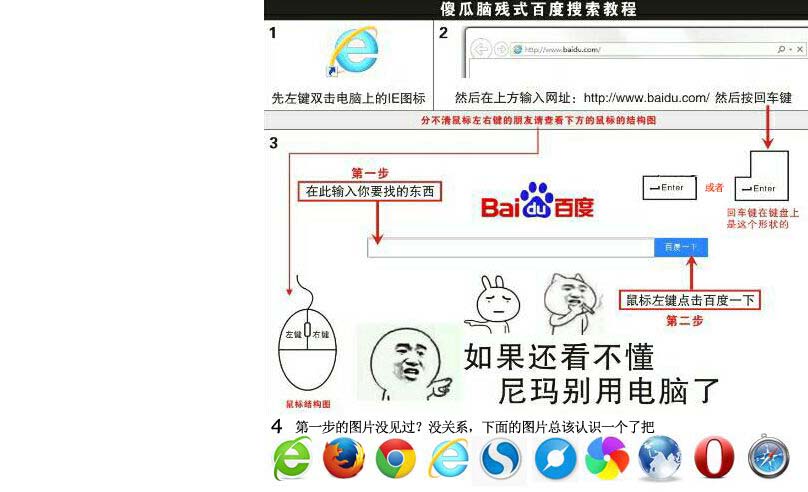 傻瓜脑残式百度搜索教程
1
2
http://www.baidu.com/
先左键双击电脑上的IE图标
然后在上方输入网址：http://www.baidu.com/ 然后按回车键
分不清鼠标左右键的朋友请查看下方的鼠标的结构图
3
第一步
在此输入你要找的东西
Bai du 百度
Enter
或者
Enter
回车键在键盘上
是这个形状的
百度一下
鼠标左键点击百度一下
第二步
左键
右键
鼠标结构图
如果还看不懂
尼玛别用电脑了
4 第一步的图片没见过？没关系，下面的图片总该认识一个了把